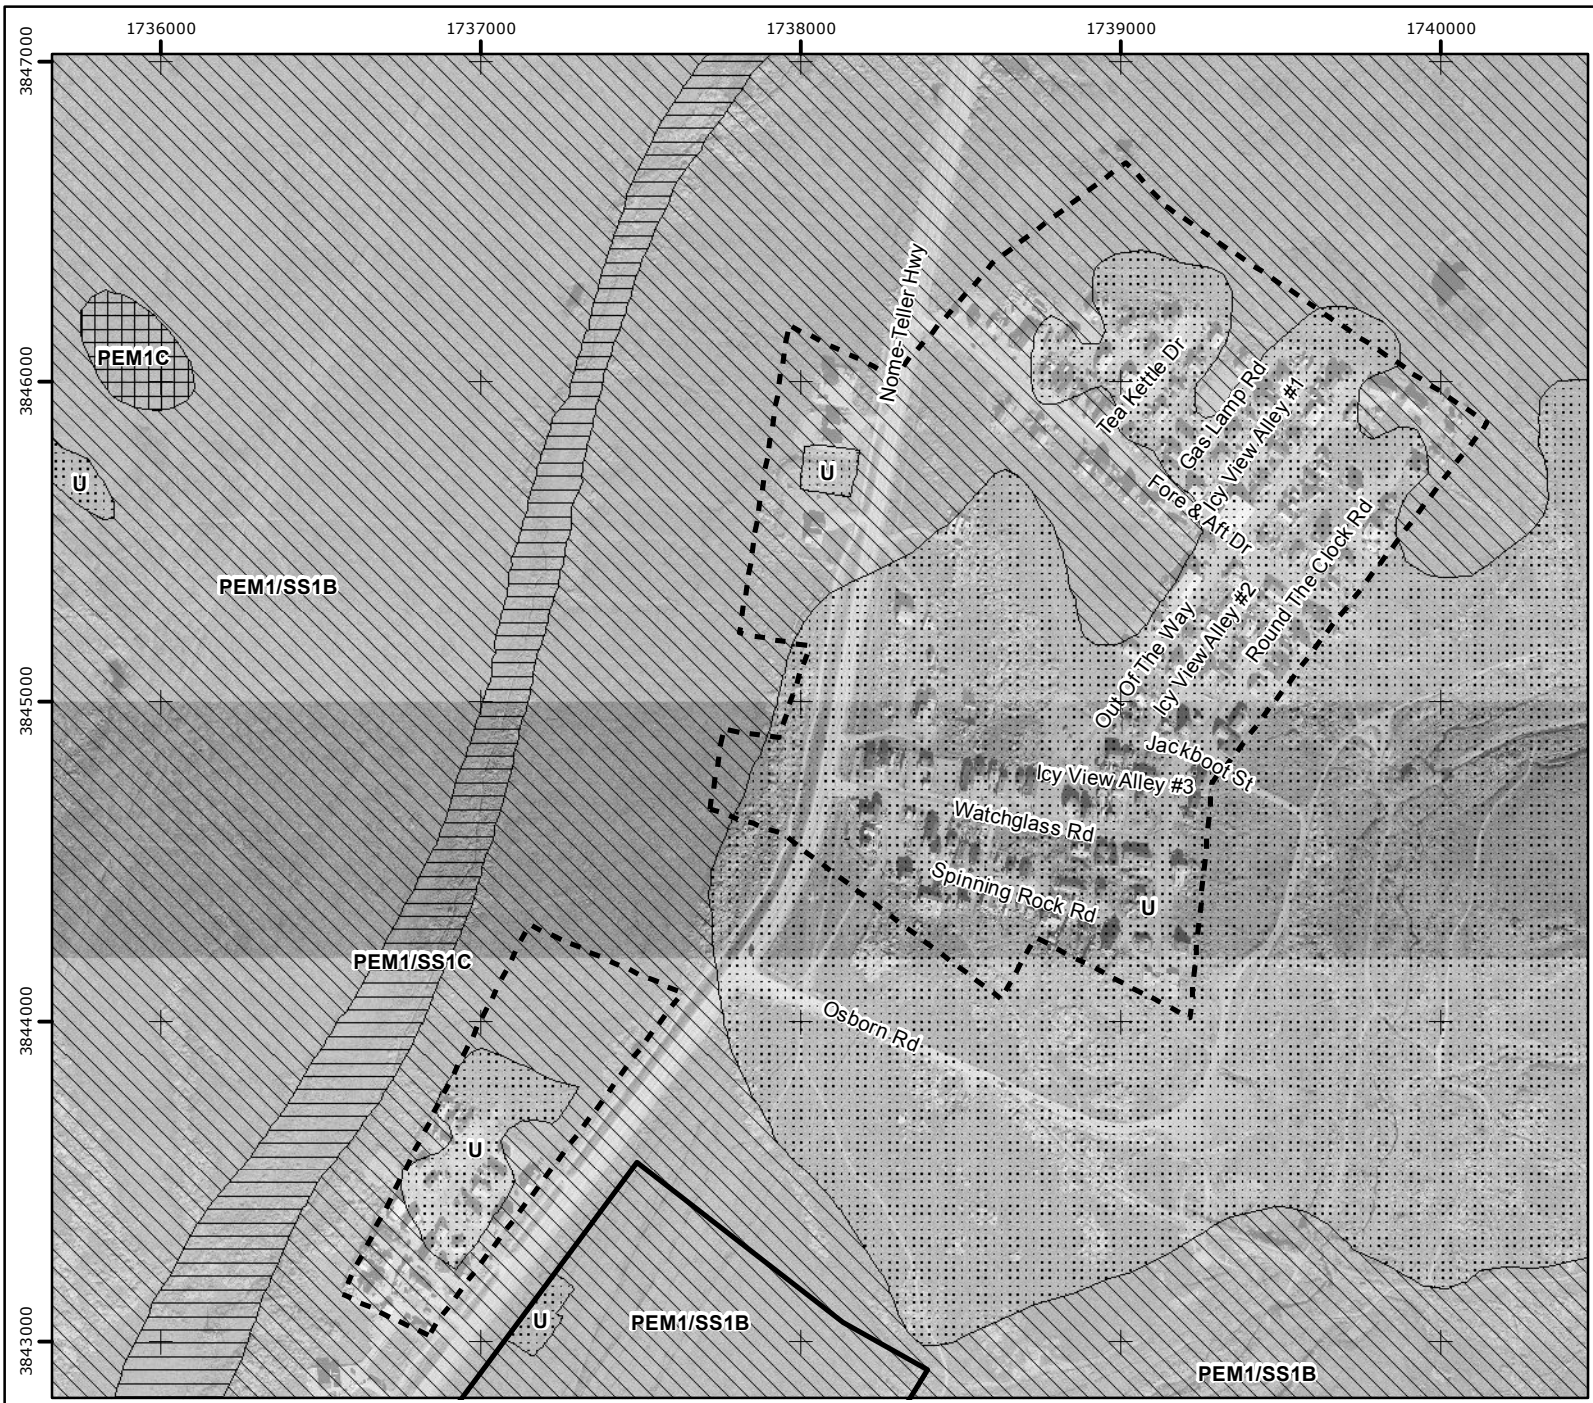 1736000 1737000 1738000 1739000 1740000
3847000
3846000
3845000
3844000
3843000
Nome-Teller Hwy
Tea Kettle Dr
Gas Lamp Rd
Icy View Alley #1
PEM1C
U
U
Fore & Aft Dr
Round The Clock Rd
PEM1/SS1B
Out Of The Way
Icy View Alley #2
Jackboot St
Icy View Alley #3
Watchglass Rd
Spinning Rock Rd
U
PEM1/SS1C
Osborn Rd
U
U
PEM1/SS1B
PEM1/SS1B